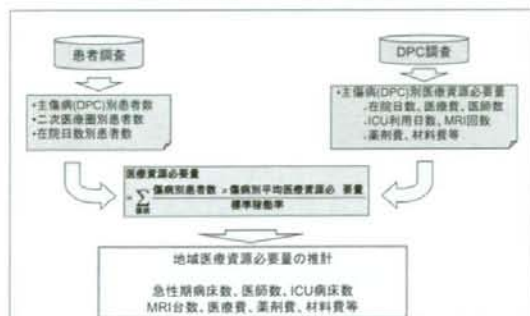 患者調査
DPC調査
・主傷病(DPC)別患者数
・二次医療圏別患者数
・在院日数別患者数
・主傷病(DPC)別医療資源必要量
・在院日数、医療費、医師数
・ICU利用日数、MRI回数
・薬剤費、材料費等
医療資源必要量
= ∑ 傷病別患者数 × 傷病別平均医療資源必 要量
標準稼働率
地域医療資源必要量の推計
急性期病床数、医師数、ICU病床数
MRI台数、医療費、薬剤費、材料費等